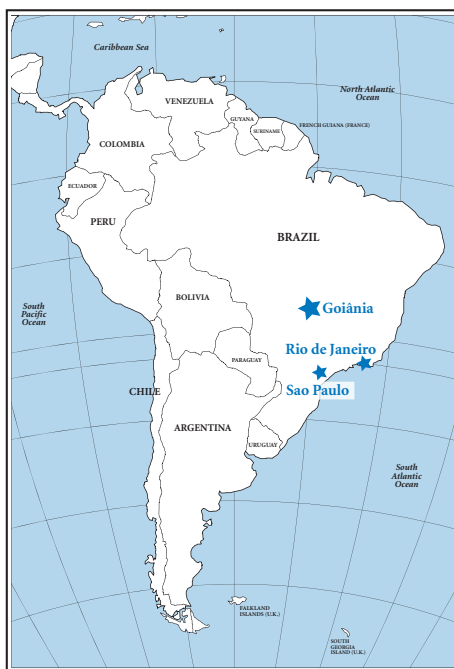 Caribbean Sea
North Atlantic
Ocean
VENEZUELA
GUYANA
SURINAME
FRENCH GUIANA (FRANCE)
COLOMBIA
ECUADOR
PERU
BRAZIL
BOLIVIA
Goiânia
South
Pacific
Ocean
Rio de Janeiro
PARAGUAY
Sao Paulo
CHILE
ARGENTINA
URUGUAY
South
Atlantic
Ocean
FALKLAND
ISLANDS (U.K.)
SOUTH
GEORGIA
ISLAND (U.K.)